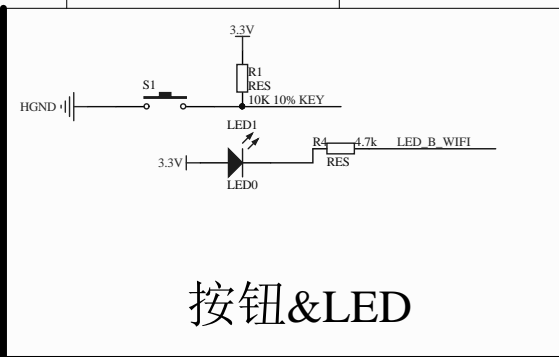 3.3V
R1
S1
RES
HGND
10K 10% KEY
LED1
R4
4.7k
LED_B_WIFI
3.3V
RES
LED0
按钮&LED